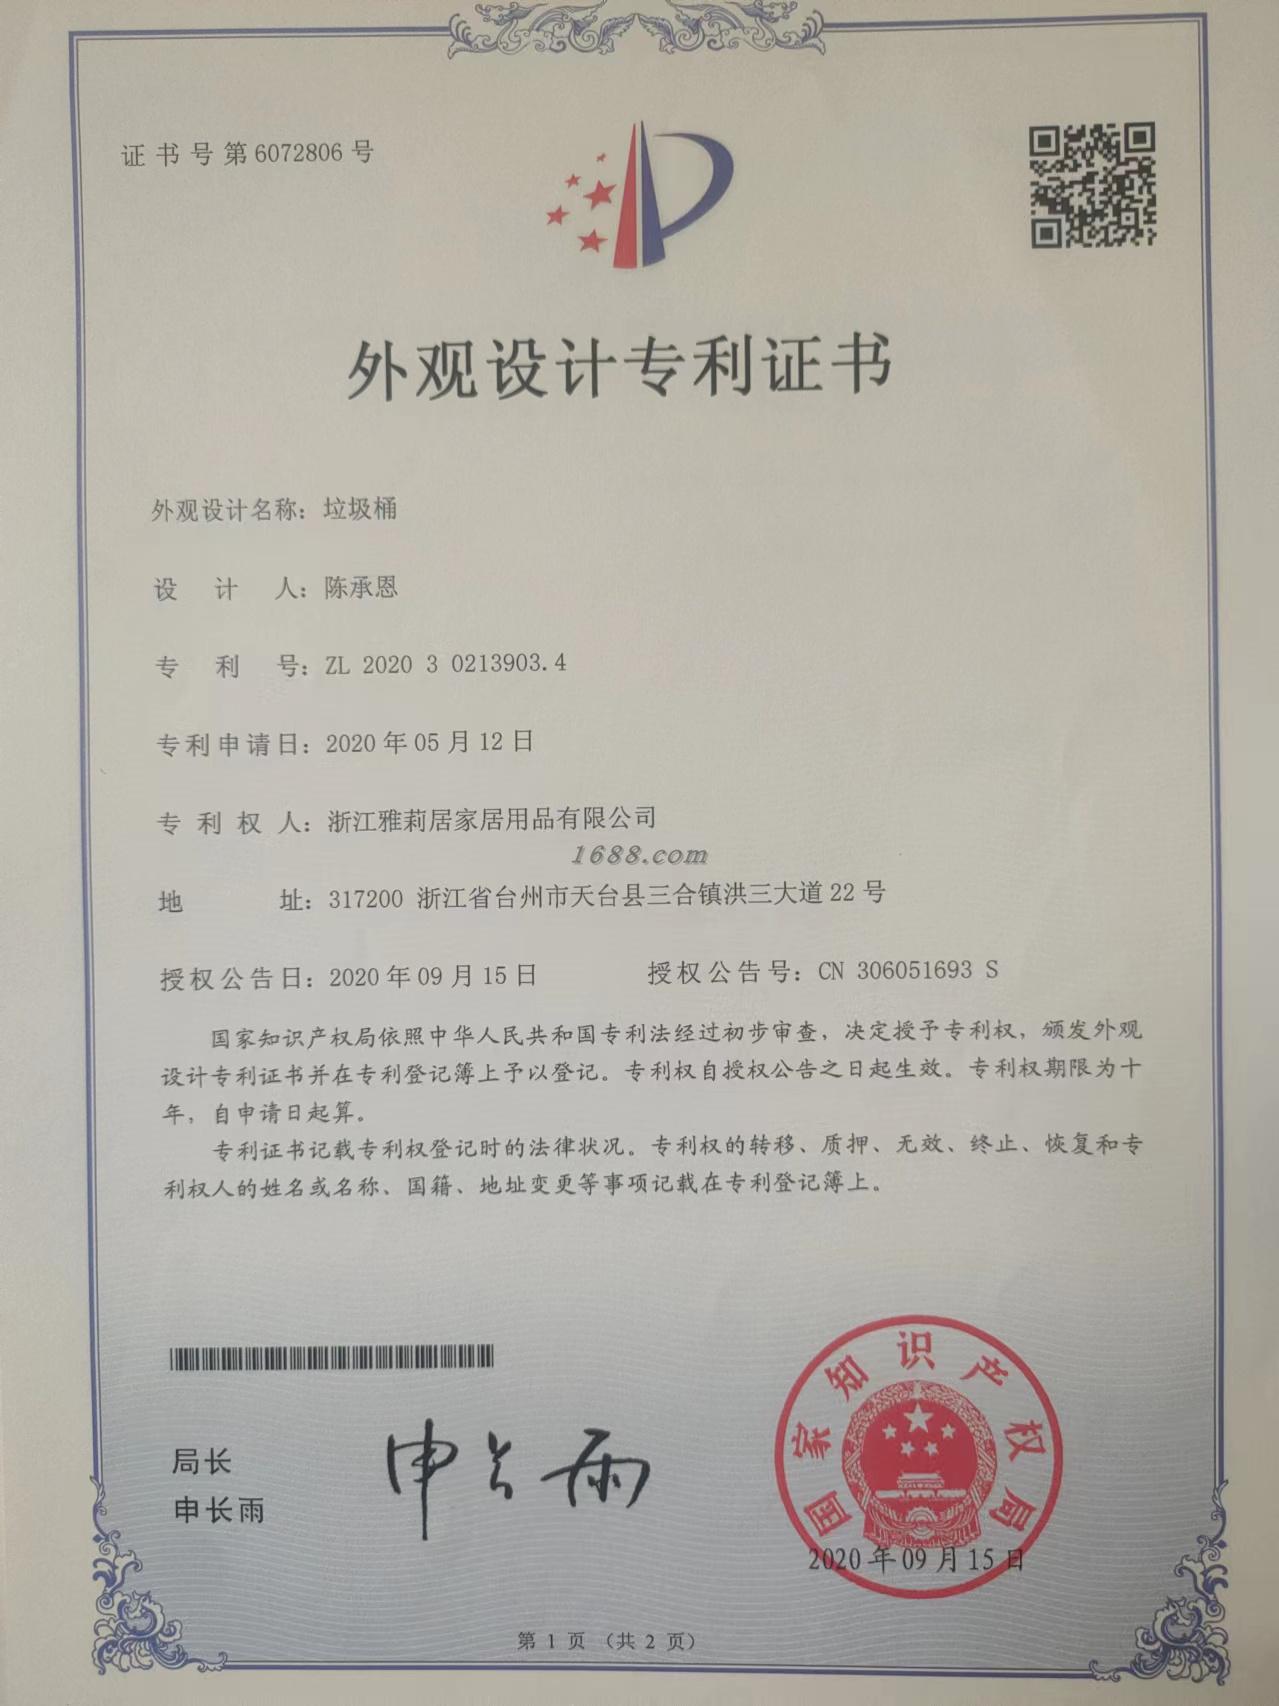 证书号第6072806号
外观设计专利证书
外观设计名称：垃圾桶
设计人：陈承恩
专利号：ZL 2020 3 0213903.4
专利申请日：2020年05月12日
专利权人：浙江雅莉居家居用品有限公司
1688.com
地址：317200 浙江省台州市天台县三合镇洪三大道22号
授权公告日：2020年09月15日 授权公告号：CN 306051693 S
国家知识产权局依照中华人民共和国专利法经过初步审查，决定授予专利权，颁发外观
设计专利证书并在专利登记簿上予以登记。专利权自授权公告之日起生效。专利权期限为十
年，自申请日起算。
专利证书记载专利权登记时的法律状况。专利权的转移、质押、无效、终止、恢复和专
利权人的姓名或名称、国籍、地址变更等事项记载在专利登记簿上。
局长
申长雨
申长雨
国家知识产权局
2020年09月15日
第 1 页 （共 2 页）